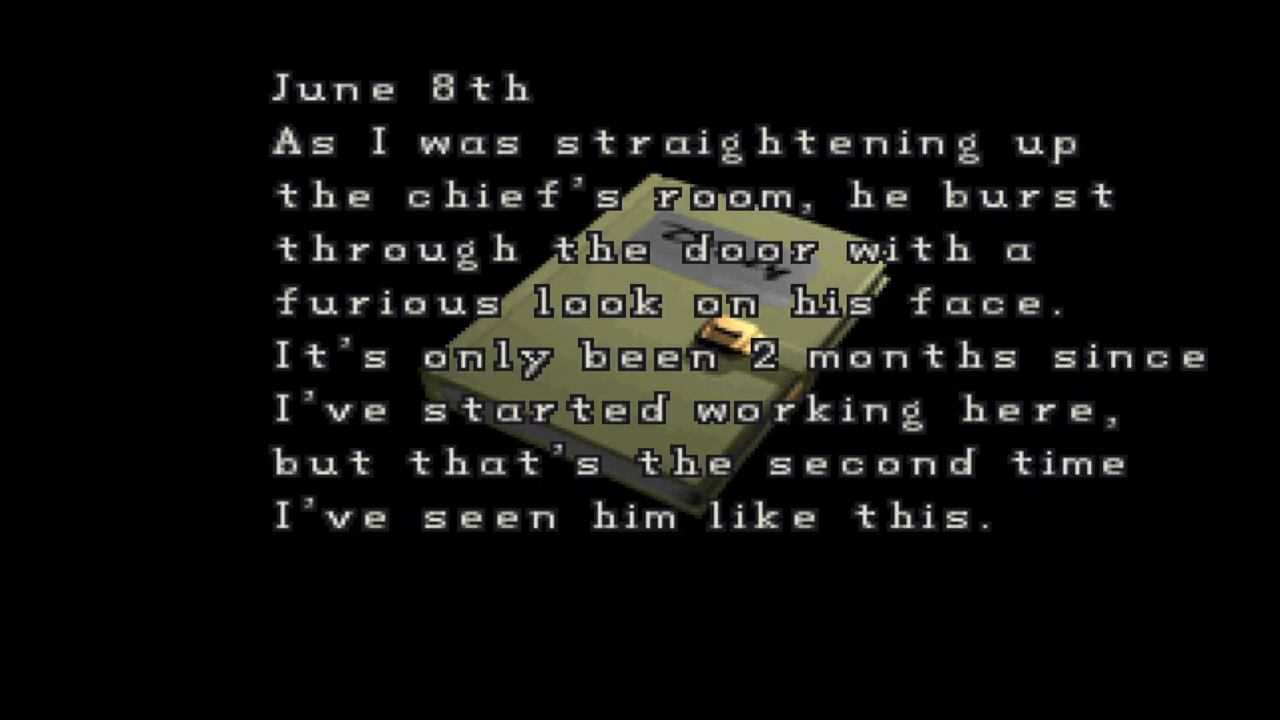 June 8th
As I was straightening up
the chief's room, he burst
through the door with a
furious look on his face.
It's only been 2 months since
I've started working here,
but that's the second time
I've seen him like this.